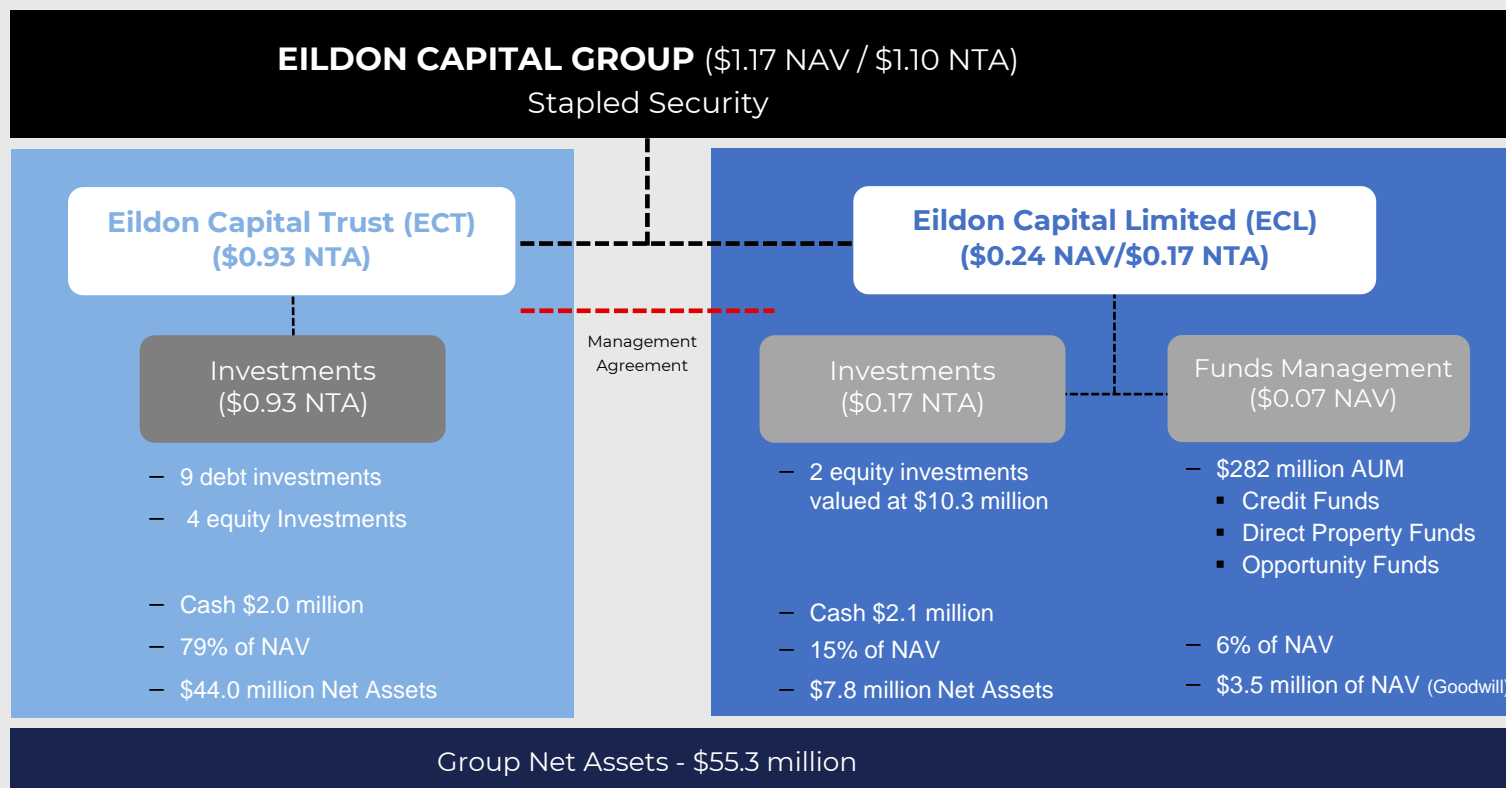 EILDON CAPITAL GROUP ($1.17 NAV / $1.10 NTA)
Stapled Security
Eildon Capital Trust (ECT)
($0.93 NTA)
Investments
($0.93 NTA)
– 9 debt investments
– 4 equity Investments
– Cash $2.0 million
– 79% of NAV
– $44.0 million Net Assets
Management
Agreement
Eildon Capital Limited (ECL)
($0.24 NAV/$0.17 NTA)
Investments
($0.17 NTA)
– 2 equity investments
valued at $10.3 million
– Cash $2.1 million
– 15% of NAV
– $7.8 million Net Assets
Funds Management
($0.07 NAV)
– $282 million AUM
▪ Credit Funds
▪ Direct Property Funds
▪ Opportunity Funds
– 6% of NAV
– $3.5 million of NAV (Goodwill)
Group Net Assets - $55.3 million